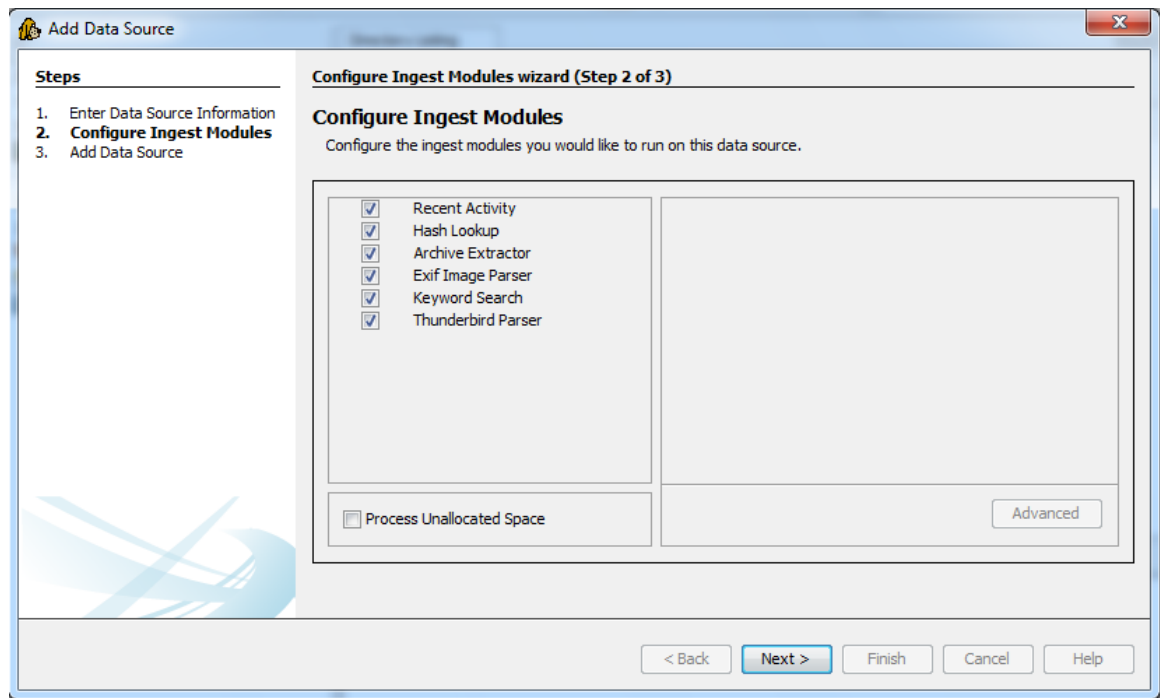 Add Data Source
Steps
1. Enter Data Source Information
2. Configure Ingest Modules
3. Add Data Source
Configure Ingest Modules wizard (Step 2 of 3)
Configure Ingest Modules
Configure the ingest modules you would like to run on this data source.
Recent Activity
Hash Lookup
Archive Extractor
Exif Image Parser
Keyword Search
Thunderbird Parser
Process Unallocated Space
Advanced
< Back Next > Finish Cancel Help